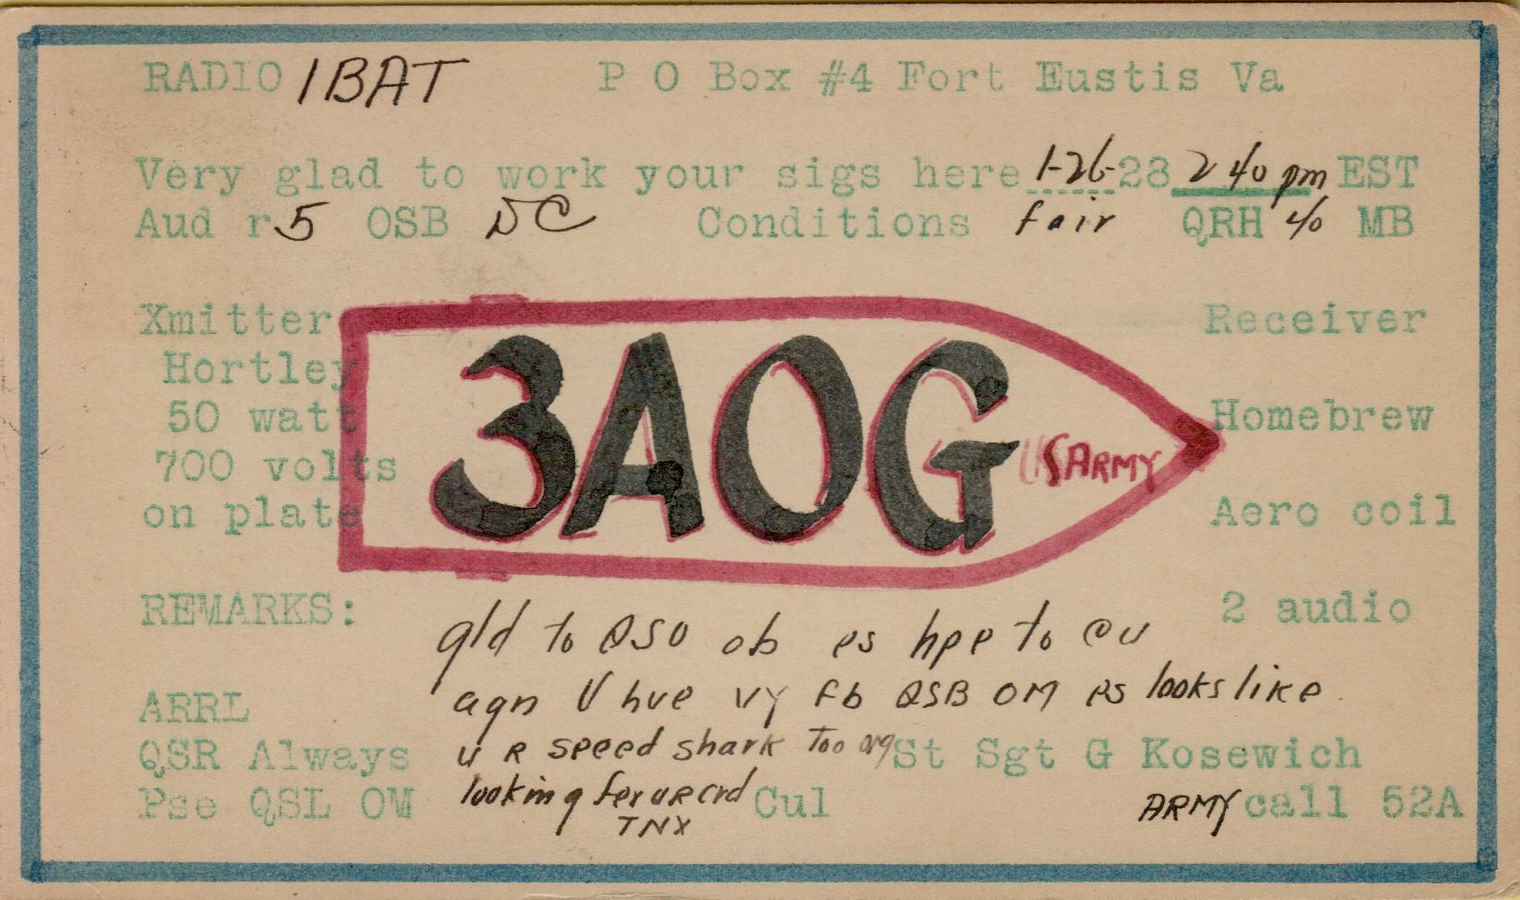 RADIO 1BAT P O Box #4 Fort Eustis Va
Very glad to work your sigs here 1-26-28 2 40 pm EST
Aud r5 OSB DC Conditions fair QRH 40 MB
Xmitter Receiver
Hortley
50 watt Homebrew
700 volts
on plate Aero coil
3AOG US ARMY
REMARKS: 2 audio
gld to QSO ob es hpe to cu
agn U hve vy fb QSB OM es looks like
ARRL
QSR Always u R speed shark Too St Sgt G Kosewich
Pse QSL OM looking fer uR crd Cul ARMY call 52A
TNX